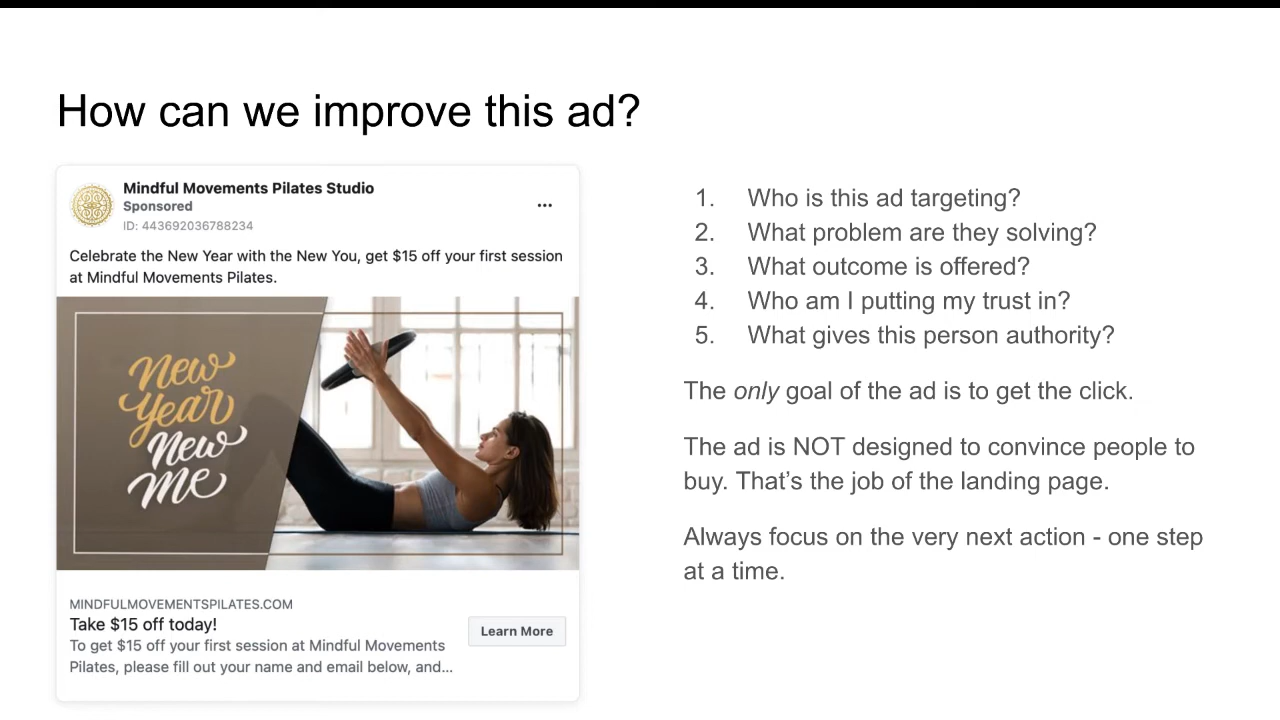 How can we improve this ad?
Mindful Movements Pilates Studio
Sponsored
ID: 443692036788234
...
Celebrate the New Year with the New You, get $15 off your first session
at Mindful Movements Pilates.
New
Year
New
Me
MINDFULMOVEMENTSPILATES.COM
Take $15 off today!
To get $15 off your first session at Mindful Movements
Pilates, please fill out your name and email below, and...
Learn More
1. Who is this ad targeting?
2. What problem are they solving?
3. What outcome is offered?
4. Who am I putting my trust in?
5. What gives this person authority?
The only goal of the ad is to get the click.
The ad is NOT designed to convince people to
buy. That’s the job of the landing page.
Always focus on the very next action - one step
at a time.